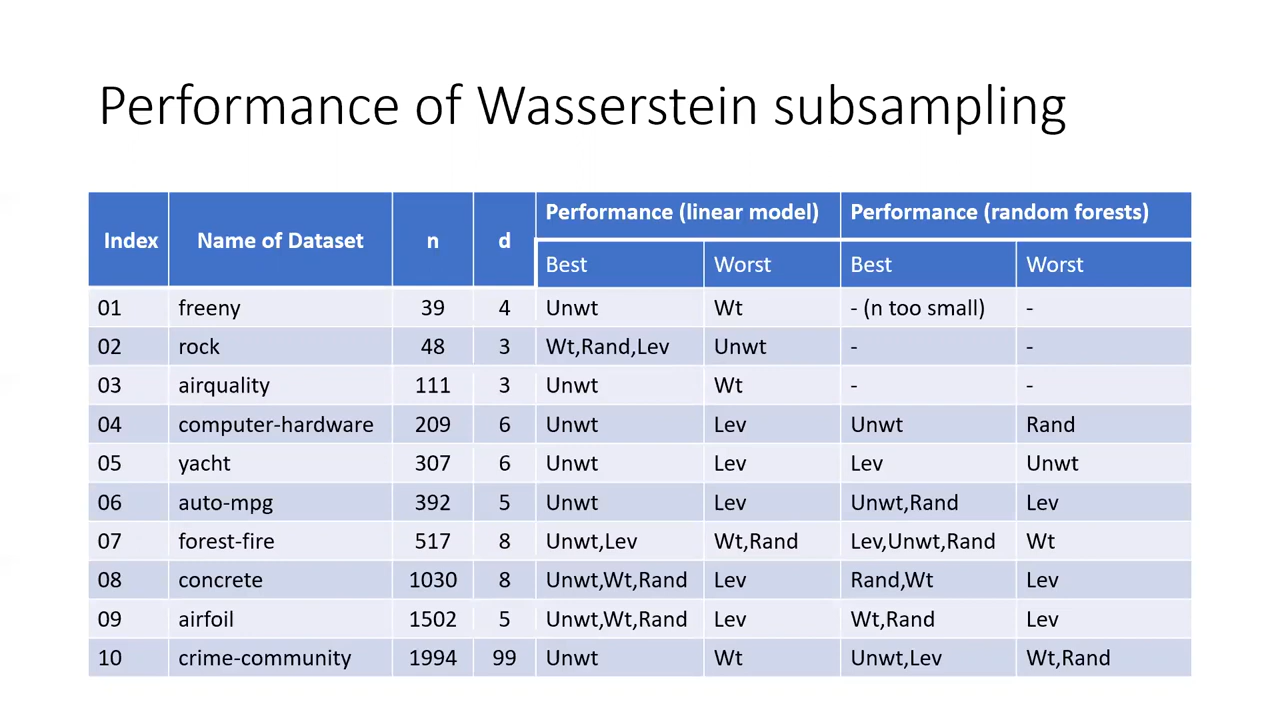 Performance of Wasserstein subsampling
Index Name of Dataset n d Performance (linear model) Performance (random forests)
Best Worst Best Worst
01 freeny 39 4 Unwt Wt - (n too small) -
02 rock 48 3 Wt,Rand,Lev Unwt - -
03 airquality 111 3 Unwt Wt - -
04 computer-hardware 209 6 Unwt Lev Unwt Rand
05 yacht 307 6 Unwt Lev Lev Unwt
06 auto-mpg 392 5 Unwt Lev Unwt,Rand Lev
07 forest-fire 517 8 Unwt,Lev Wt,Rand Lev,Unwt,Rand Wt
08 concrete 1030 8 Unwt,Wt,Rand Lev Rand,Wt Lev
09 airfoil 1502 5 Unwt,Wt,Rand Lev Wt,Rand Lev
10 crime-community 1994 99 Unwt Wt Unwt,Lev Wt,Rand